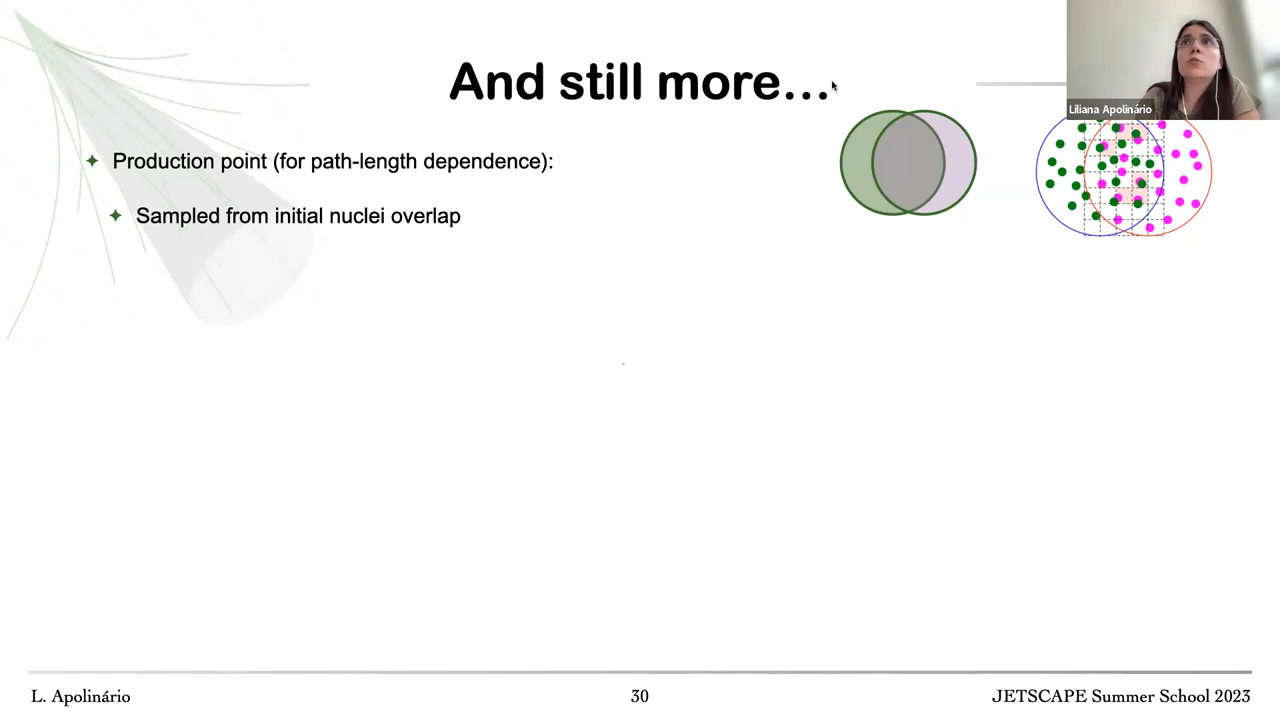 And still more...
Liliana Apolinário
✦ Production point (for path-length dependence):
✦ Sampled from initial nuclei overlap
L. Apolinário
30
JETSCAPE Summer School 2023